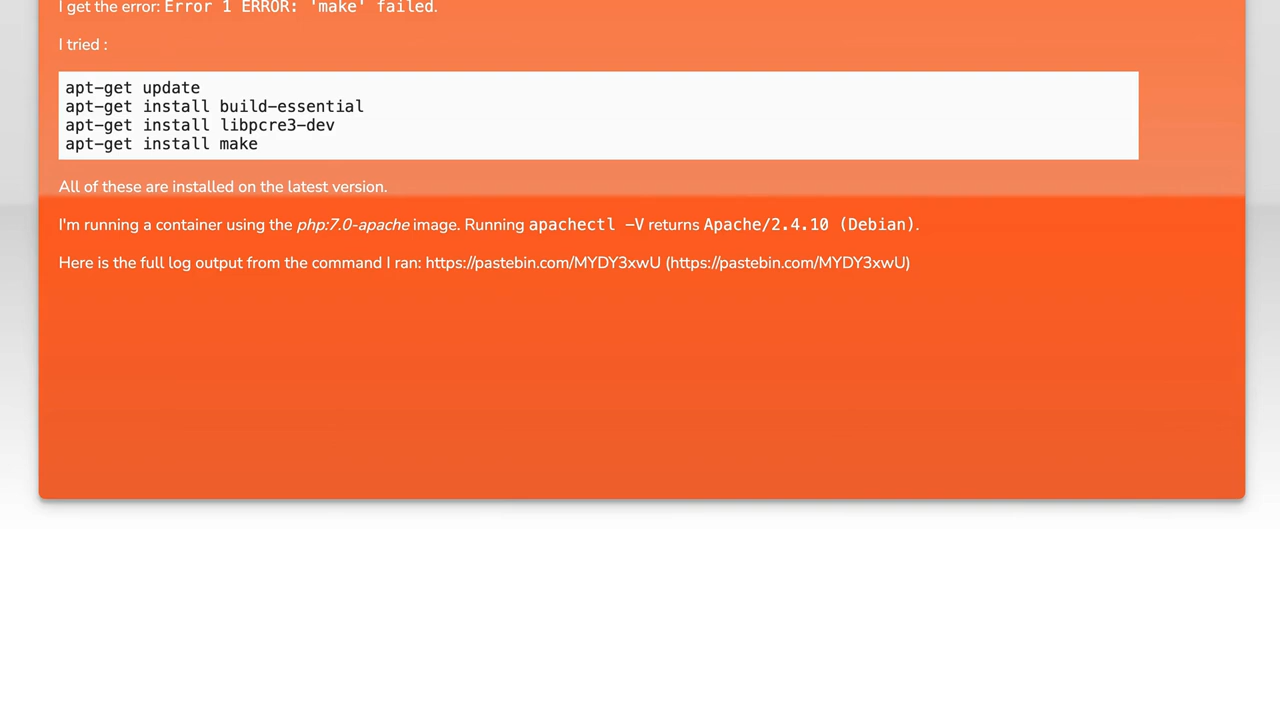 I get the error: Error 1 ERROR: 'make' failed.
I tried :
apt-get update
apt-get install build-essential
apt-get install libpcre3-dev
apt-get install make
All of these are installed on the latest version.
I'm running a container using the php:7.0-apache image. Running apachectl -V returns Apache/2.4.10 (Debian).
Here is the full log output from the command I ran: https://pastebin.com/MYDY3xwU (https://pastebin.com/MYDY3xwU)